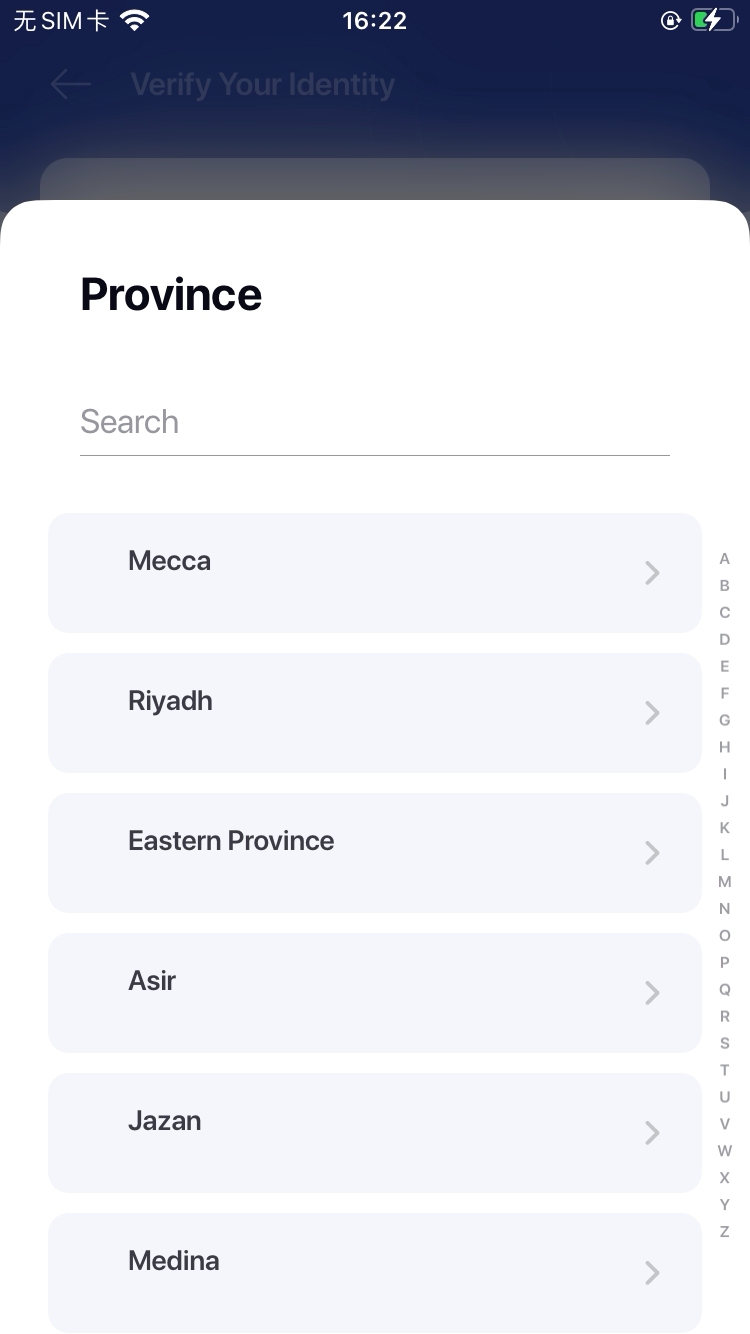 无SIM卡 16:22
Verify Your Identity
Province
Search
Mecca
Riyadh
Eastern Province
Asir
Jazan
Medina
A
B
C
D
E
F
G
H
I
J
K
L
M
N
O
P
Q
R
S
T
U
V
W
X
Y
Z